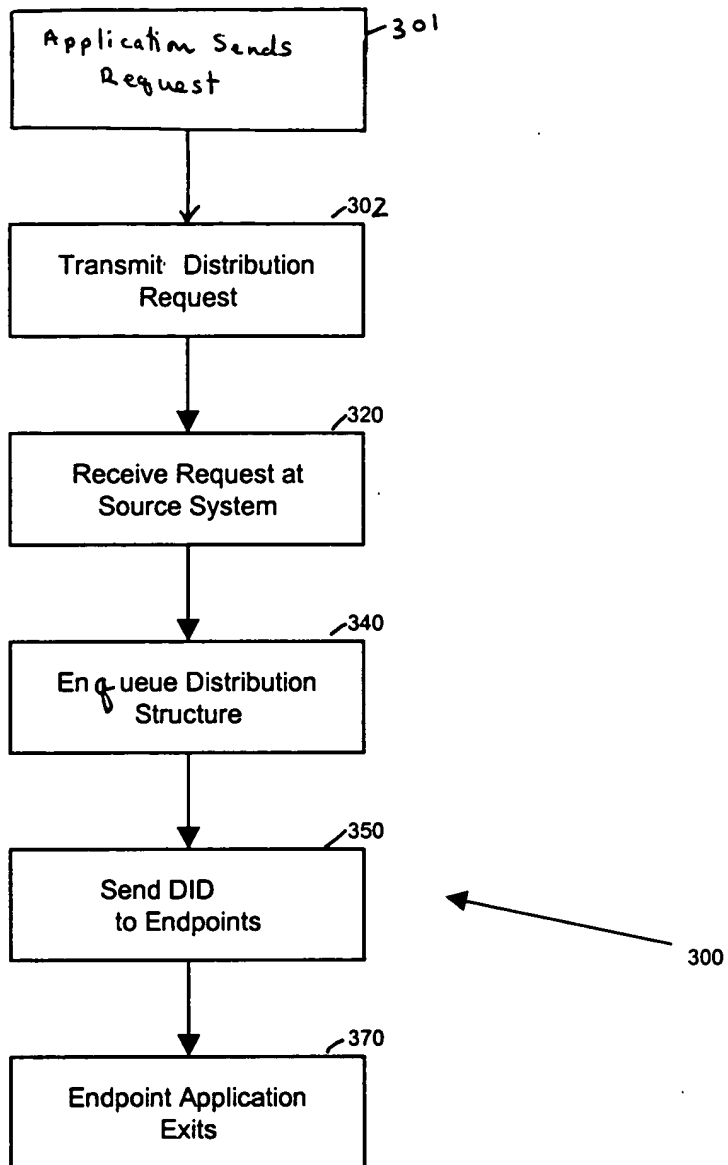 Application Sends
Request
301
302
Transmit Distribution
Request
320
Receive Request at
Source System
340
Enqueue Distribution
Structure
350
Send DID
to Endpoints
300
370
Endpoint Application
Exits